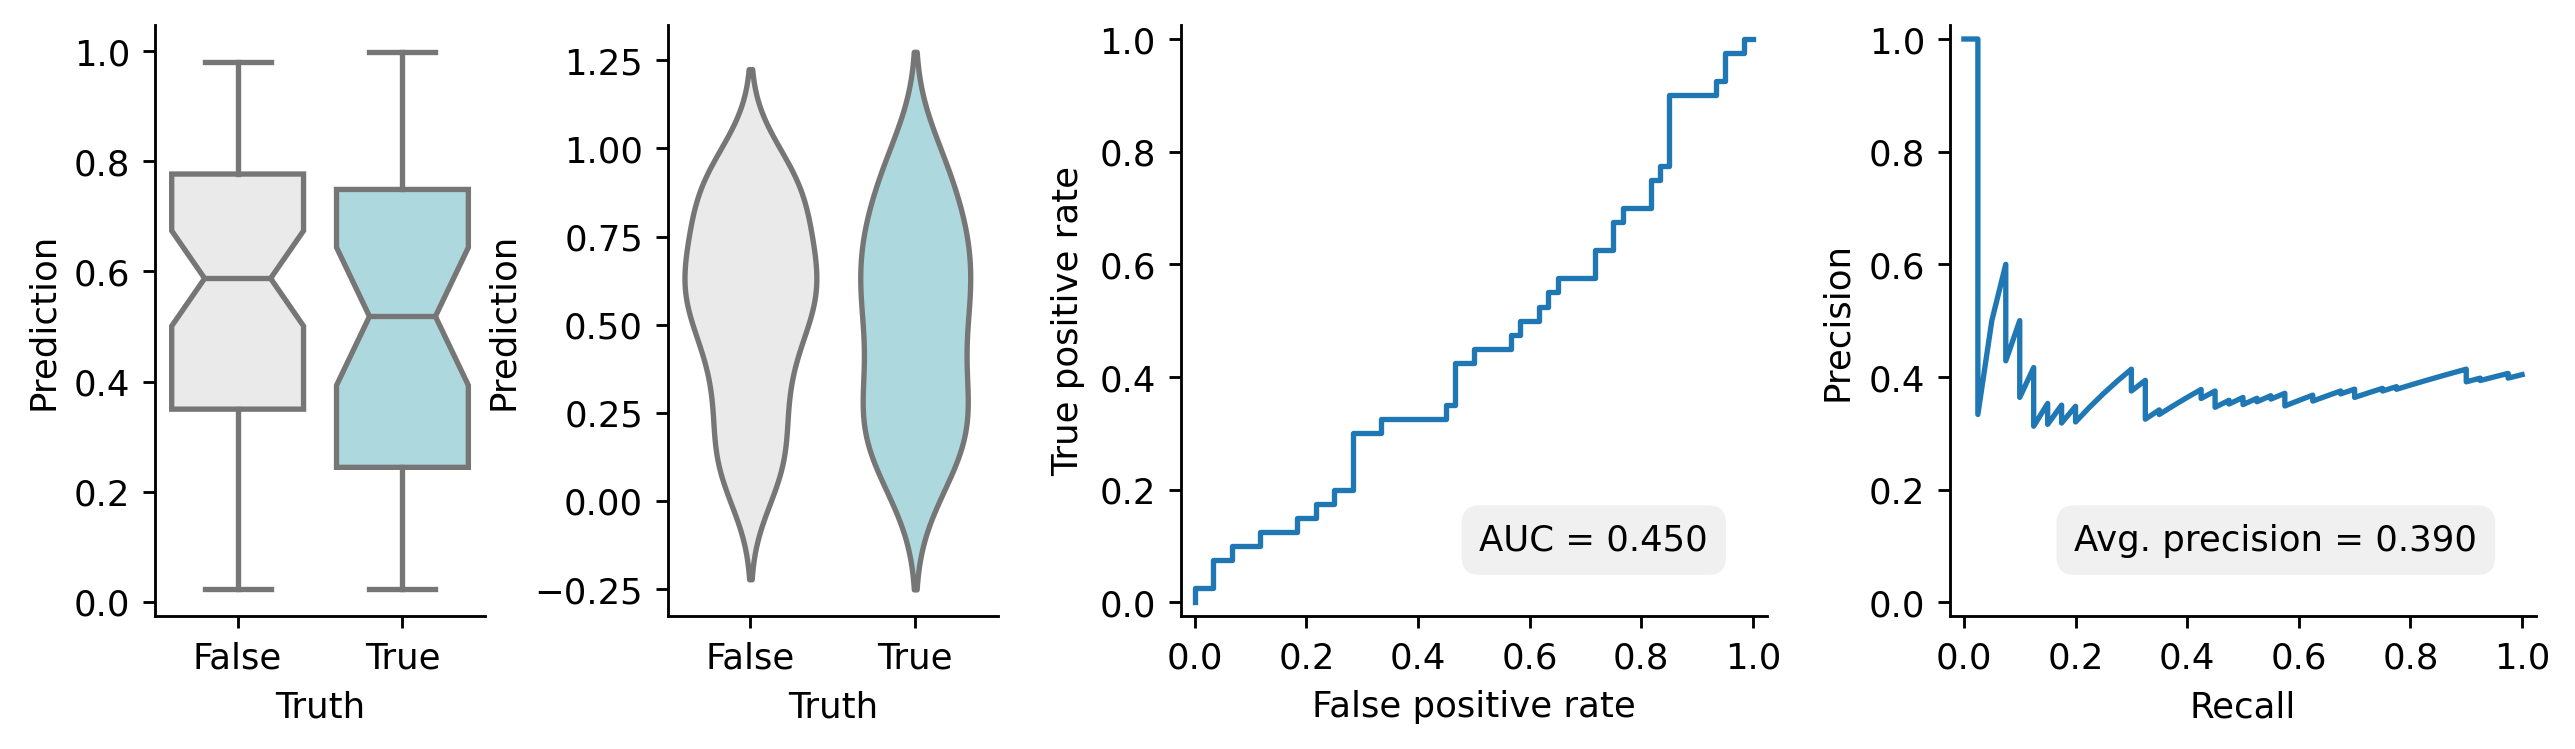 Prediction
1.0
0.8
0.6
0.4
0.2
0.0
False True
Truth
Prediction
1.25
1.00
0.75
0.50
0.25
0.00
−0.25
False True
Truth
True positive rate
1.0
0.8
0.6
0.4
0.2
0.0
AUC = 0.450
0.0 0.2 0.4 0.6 0.8 1.0
False positive rate
Precision
1.0
0.8
0.6
0.4
0.2
0.0
Avg. precision = 0.390
0.0 0.2 0.4 0.6 0.8 1.0
Recall